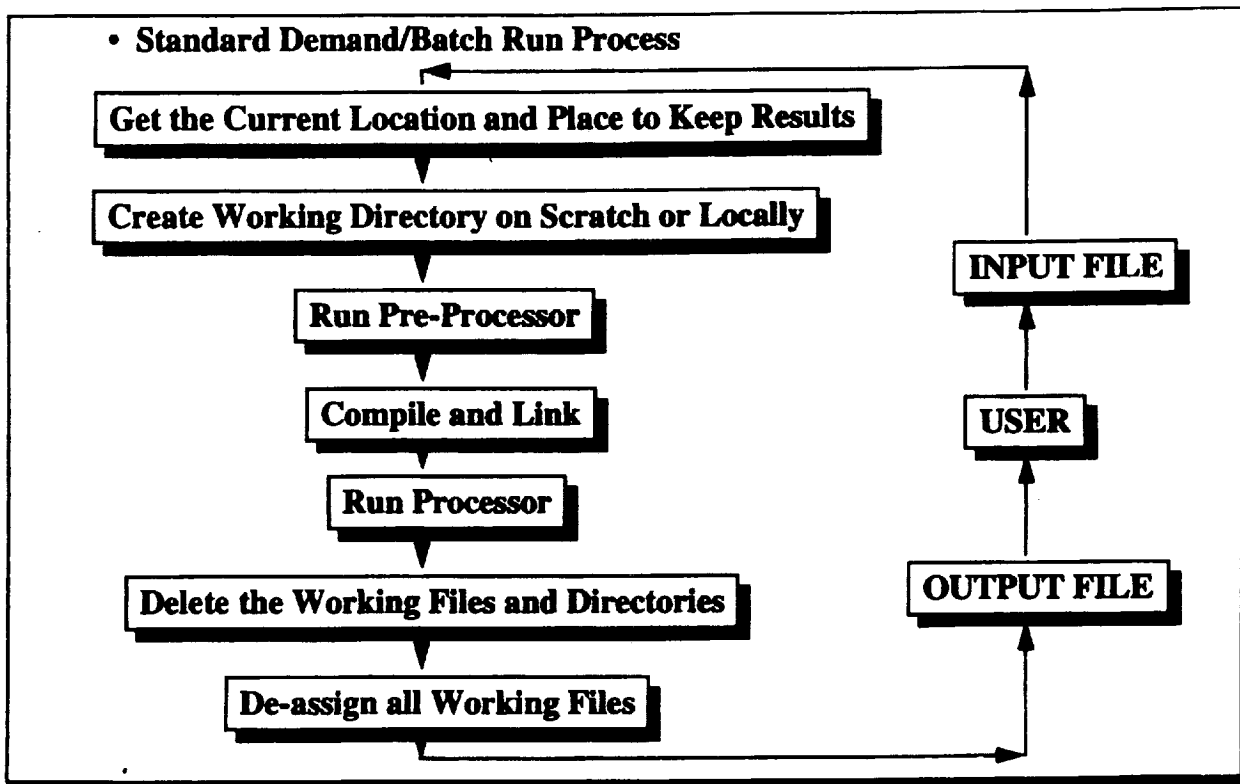 • Standard Demand/Batch Run Process
Get the Current Location and Place to Keep Results
Create Working Directory on Scratch or Locally
Run Pre-Processor
Compile and Link
Run Processor
Delete the Working Files and Directories
De-assign all Working Files
INPUT FILE
USER
OUTPUT FILE